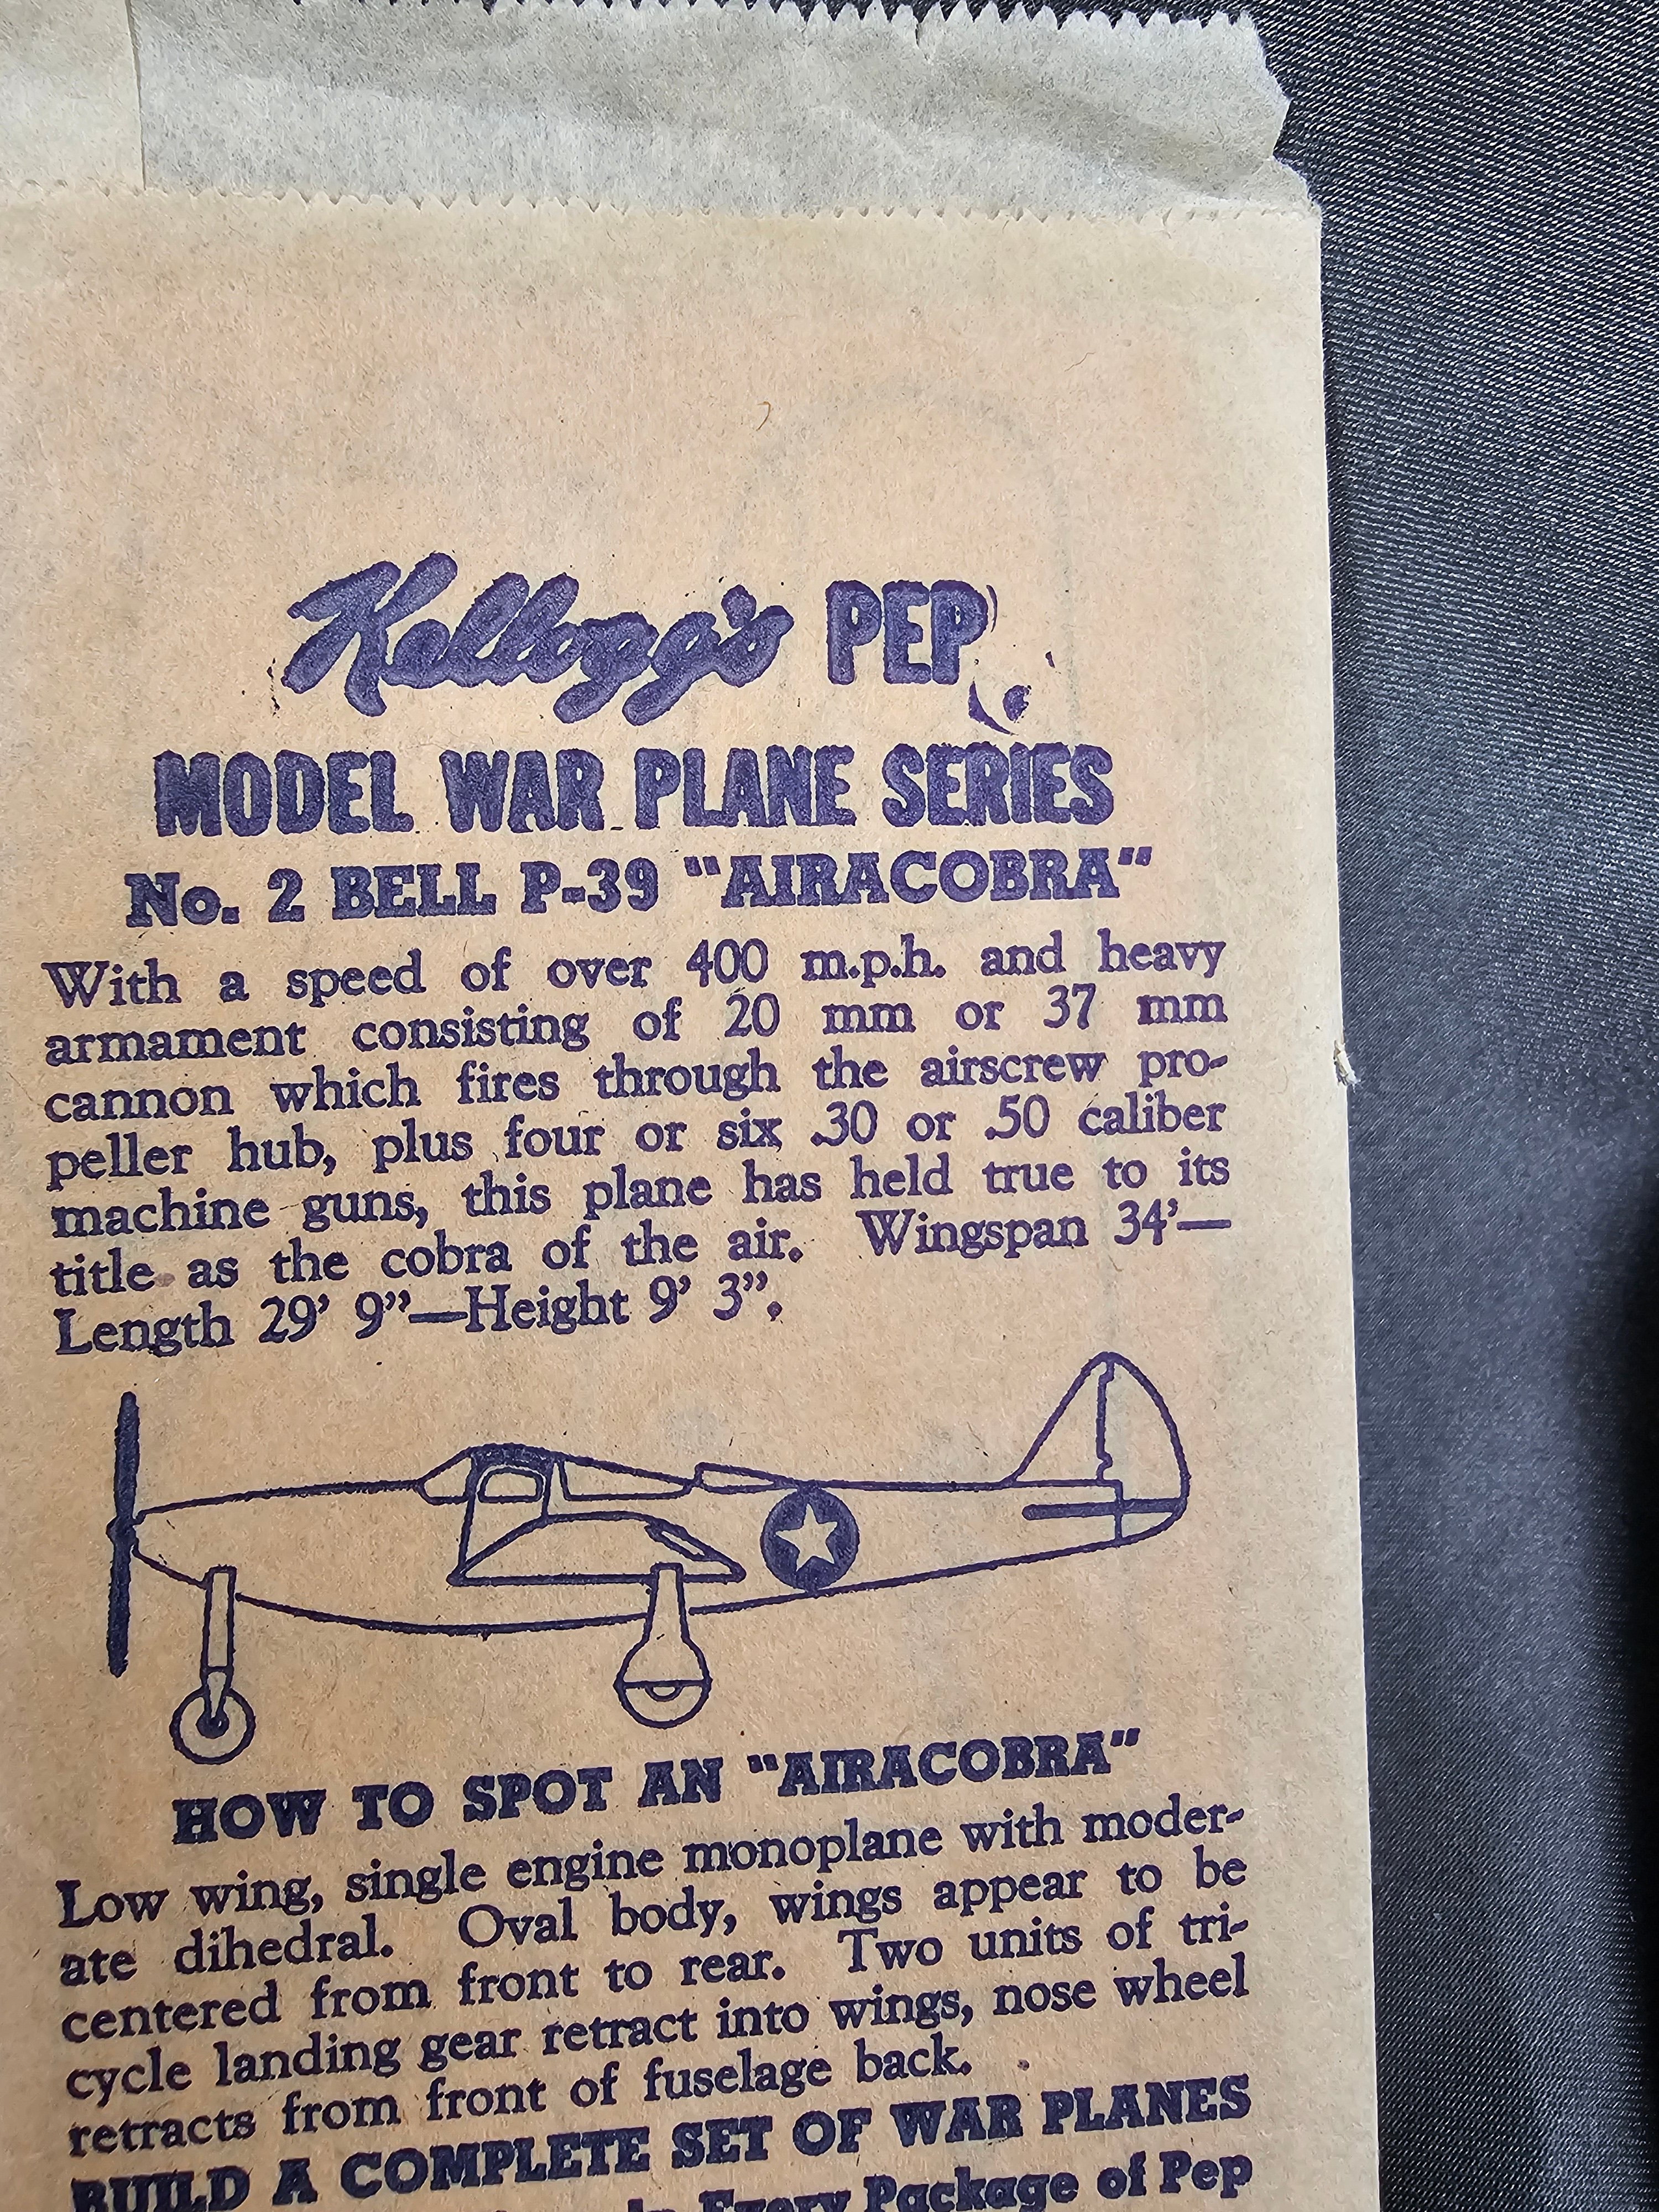 Kellogg's PEP
MODEL WAR PLANE SERIES
No. 2 BELL P-39 "AIRACOBRA"
With a speed of over 400 m.p.h. and heavy
armament consisting of 20 mm or 37 mm
cannon which fires through the airscrew pro-
peller hub, plus four or six .30 or .50 caliber
machine guns, this plane has held true to its
title as the cobra of the air. Wingspan 34'—
Length 29' 9"—Height 9' 3".
HOW TO SPOT AN "AIRACOBRA"
Low wing, single engine monoplane with moder-
ate dihedral. Oval body, wings appear to be
centered from front to rear. Two units of tri-
cycle landing gear retract into wings, nose wheel
retracts from front of fuselage back.
BUILD A COMPLETE SET OF WAR PLANES
in Every Package of Pep